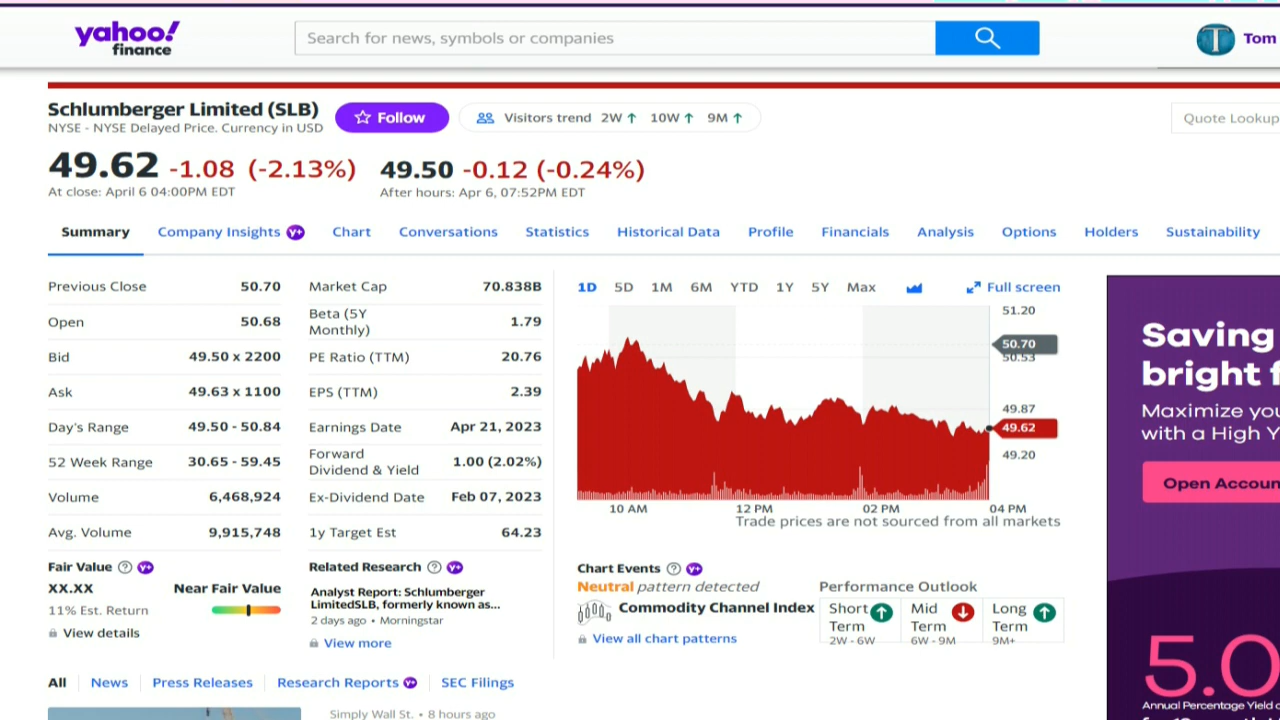 yahoo!
finance
Search for news, symbols or companies
T
Tom
Schlumberger Limited (SLB)
NYSE - NYSE Delayed Price. Currency in USD
Follow
Visitors trend 2W ↑ 10W ↑ 9M ↑
Quote Lookup
49.62 -1.08 (-2.13%)
At close: April 6 04:00PM EDT
49.50 -0.12 (-0.24%)
After hours: Apr 6, 07:52PM EDT
Summary Company Insights Y+ Chart Conversations Statistics Historical Data Profile Financials Analysis Options Holders Sustainability
Previous Close 50.70
Open 50.68
Bid 49.50 x 2200
Ask 49.63 x 1100
Day's Range 49.50 - 50.84
52 Week Range 30.65 - 59.45
Volume 6,468,924
Avg. Volume 9,915,748
Market Cap 70.838B
Beta (5Y
Monthly) 1.79
PE Ratio (TTM) 20.76
EPS (TTM) 2.39
Earnings Date Apr 21, 2023
Forward
Dividend & Yield 1.00 (2.02%)
Ex-Dividend Date Feb 07, 2023
1y Target Est 64.23
1D 5D 1M 6M YTD 1Y 5Y Max
Full screen
51.20
50.70
50.53
49.87
49.62
49.20
10 AM 12 PM 02 PM 04 PM
Trade prices are not sourced from all markets
Fair Value ? Y+
XX.XX Near Fair Value
11% Est. Return
View details
Related Research ? Y+
Analyst Report: Schlumberger
LimitedSLB, formerly known as...
2 days ago • Morningstar
View more
Chart Events ? Y+
Neutral pattern detected
Commodity Channel Index
View all chart patterns
Performance Outlook
Short
Term
2W - 6W
Mid
Term
6W - 9M
Long
Term
9M+
Saving
bright f
Maximize you
with a High Y
Open Accoun
5.0
Annual Percentage Yield
All News Press Releases Research Reports Y+ SEC Filings
Simply Wall St. • 8 hours ago